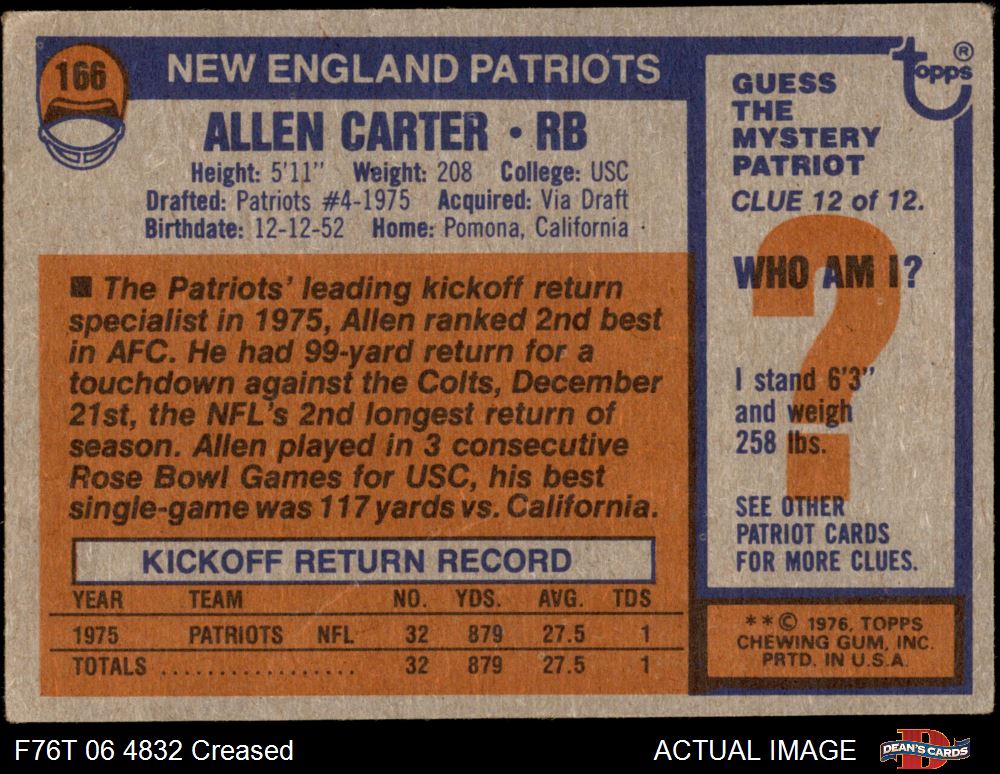 166
NEW ENGLAND PATRIOTS
ALLEN CARTER • RB
Height: 5'11" Weight: 208 College: USC
Drafted: Patriots #4-1975 Acquired: Via Draft
Birthdate: 12-12-52 Home: Pomona, California
■ The Patriots' leading kickoff return
specialist in 1975, Allen ranked 2nd best
in AFC. He had 99-yard return for a
touchdown against the Colts, December
21st, the NFL's 2nd longest return of
season. Allen played in 3 consecutive
Rose Bowl Games for USC, his best
single-game was 117 yards vs. California.
KICKOFF RETURN RECORD
YEAR TEAM NO. YDS. AVG. TDS
1975 PATRIOTS NFL 32 879 27.5 1
TOTALS .................. 32 879 27.5 1
topps®
GUESS
THE
MYSTERY
PATRIOT
CLUE 12 of 12.
?
WHO AM I?
I stand 6'3"
and weigh
258 lbs.
SEE OTHER
PATRIOT CARDS
FOR MORE CLUES.
**© 1976, TOPPS
CHEWING GUM, INC.
PRTD. IN U.S.A.
F76T 06 4832 Creased
ACTUAL IMAGE
D
DEAN'S CARDS